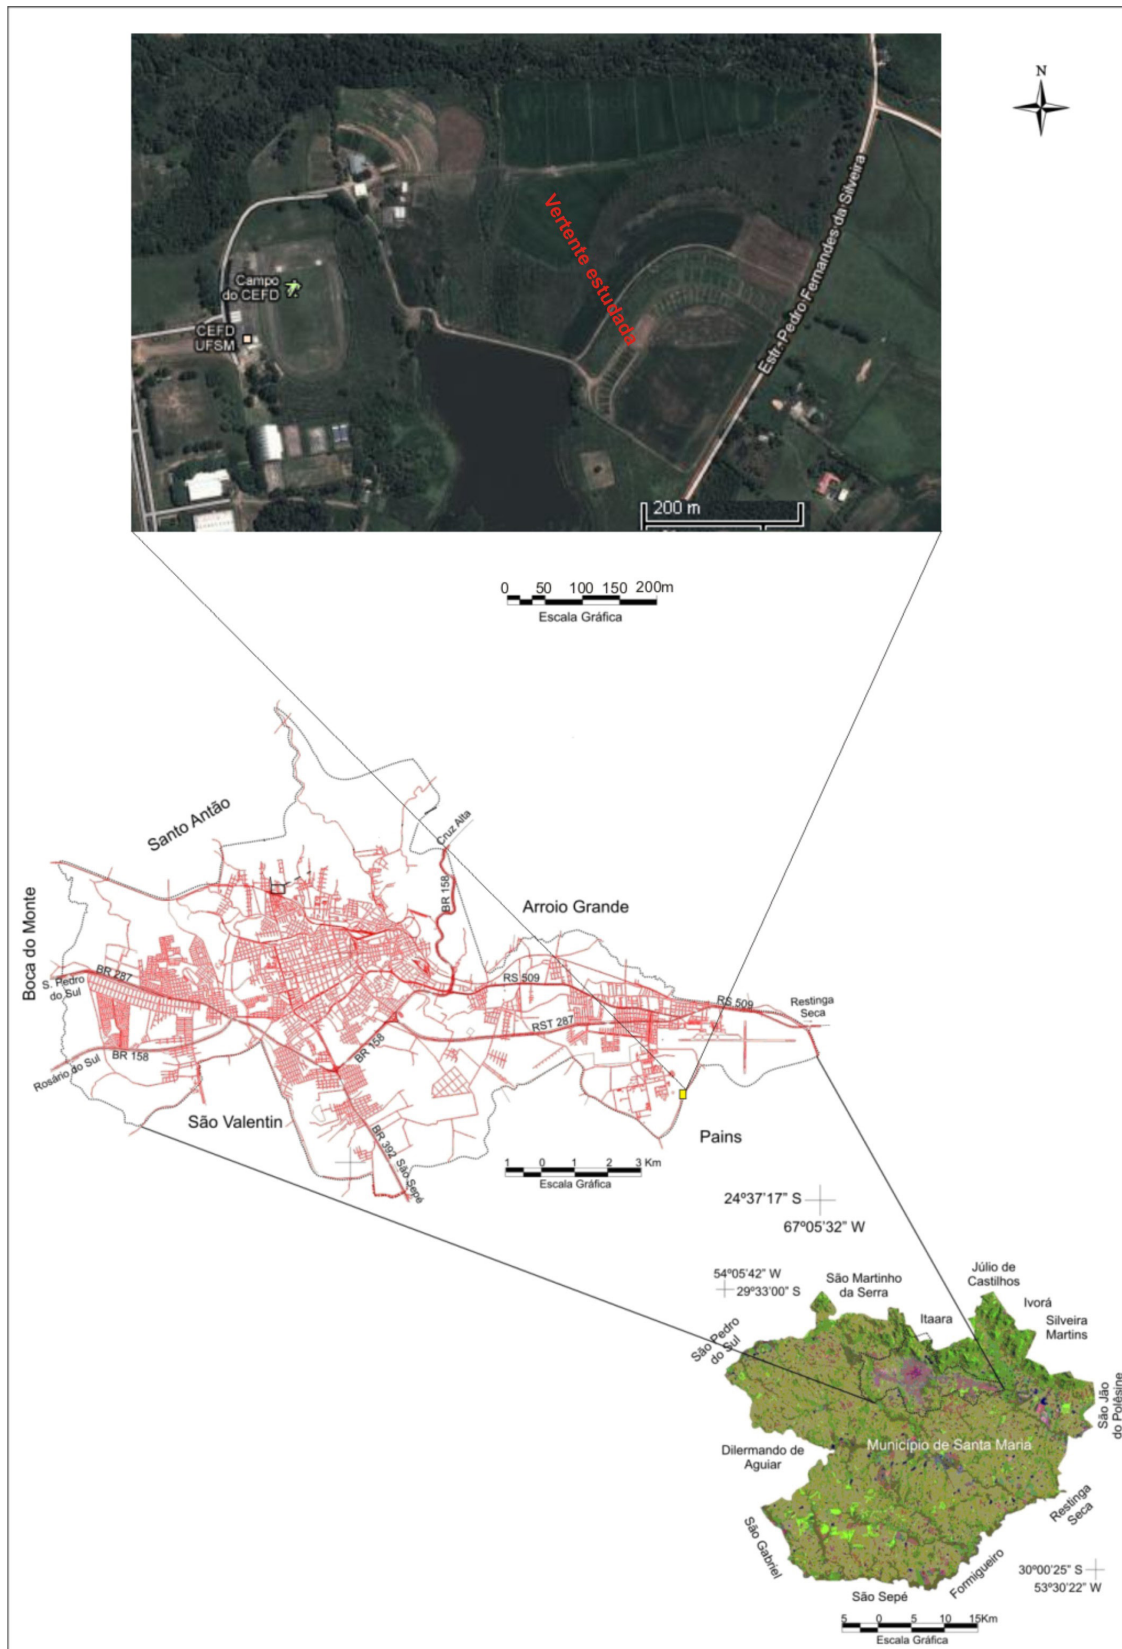 N
Vertente estudada
Estr. Pedro Fernandes da Silveira
Campo
do CEFD
CEFD
UFSM
200 m
0 50 100 150 200m
Escala Gráfica
Santo Antão
Cruz Alta
BR 158
Arroio Grande
Boca do Monte
BR 287
S. Pedro
do Sul
RS 509
RS 509
Restinga
Seca
RST 287
BR 158
BR 158
Rosário do Sul
São Valentin
BR 392
São Sepé
Pains
1 0 1 2 3 Km
Escala Gráfica
24º37'17" S
67º05'32" W
54º05'42" W
29º33'00" S
São Martinho
da Serra
Júlio de
Castilhos
Itaara
Ivorá
Silveira
Martins
São Pedro
do Sul
São Jão
do Polêsine
Município de Santa Maria
Dilermando de
Aguiar
Restinga
Seca
São Gabriel
Formigueiro
São Sepé
30º00'25" S
53º30'22" W
5 0 5 10 15Km
Escala Gráfica